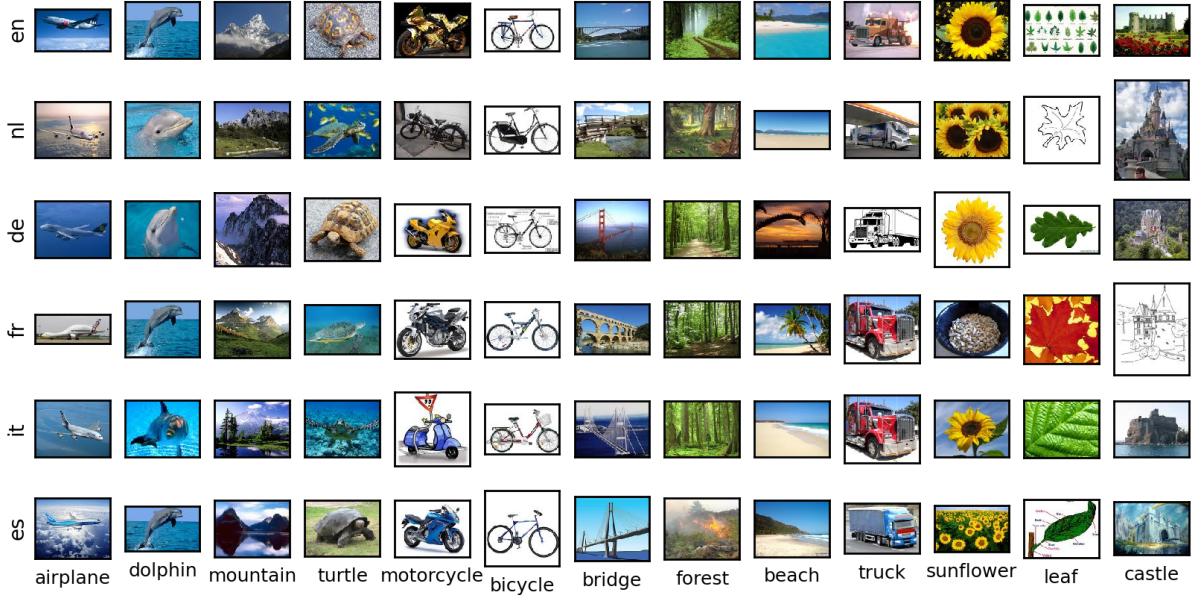 en
nl
de
fr
it
es
airplane dolphin mountain turtle motorcycle bicycle bridge forest beach truck sunflower leaf castle